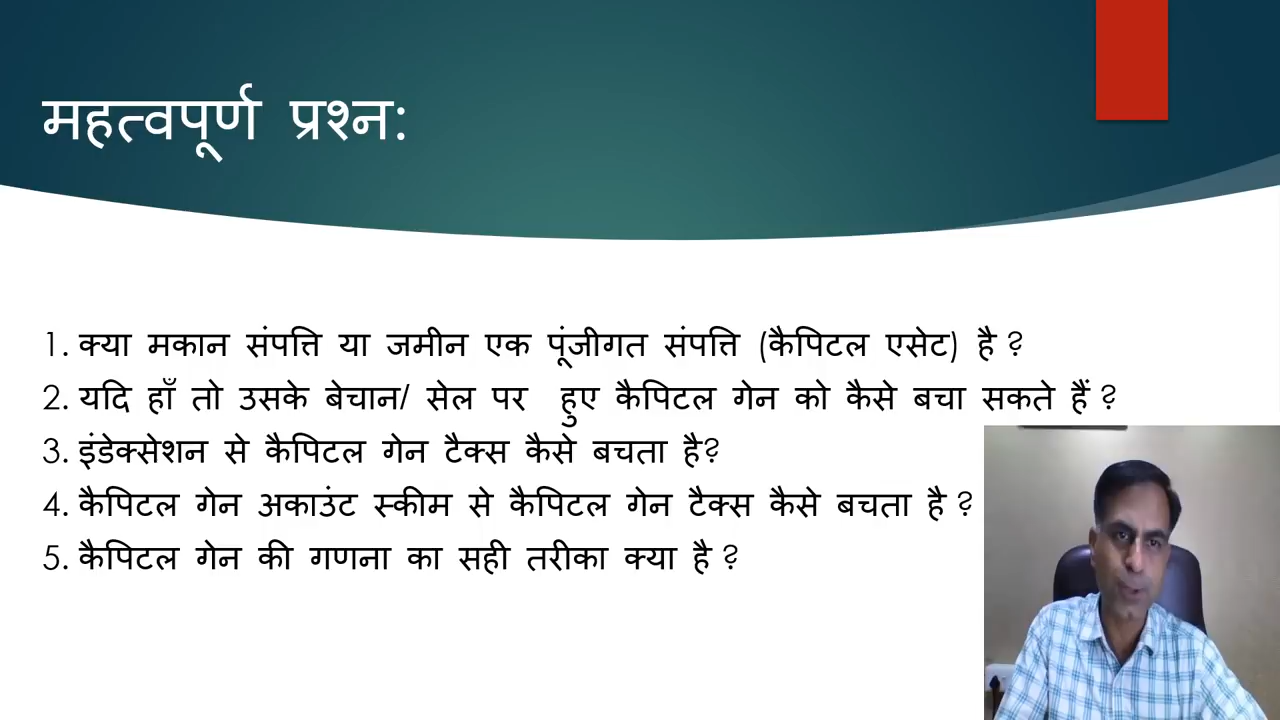 महत्वपूर्ण प्रश्न:
1. क्या मकान संपत्ति या जमीन एक पूंजीगत संपत्ति (कैपिटल एसेट) है ?
2. यदि हाँ तो उसके बेचान/ सेल पर हुए कैपिटल गेन को कैसे बचा सकते हैं ?
3. इंडेक्सेशन से कैपिटल गेन टैक्स कैसे बचता है?
4. कैपिटल गेन अकाउंट स्कीम से कैपिटल गेन टैक्स कैसे बचता है ?
5. कैपिटल गेन की गणना का सही तरीका क्या है ?